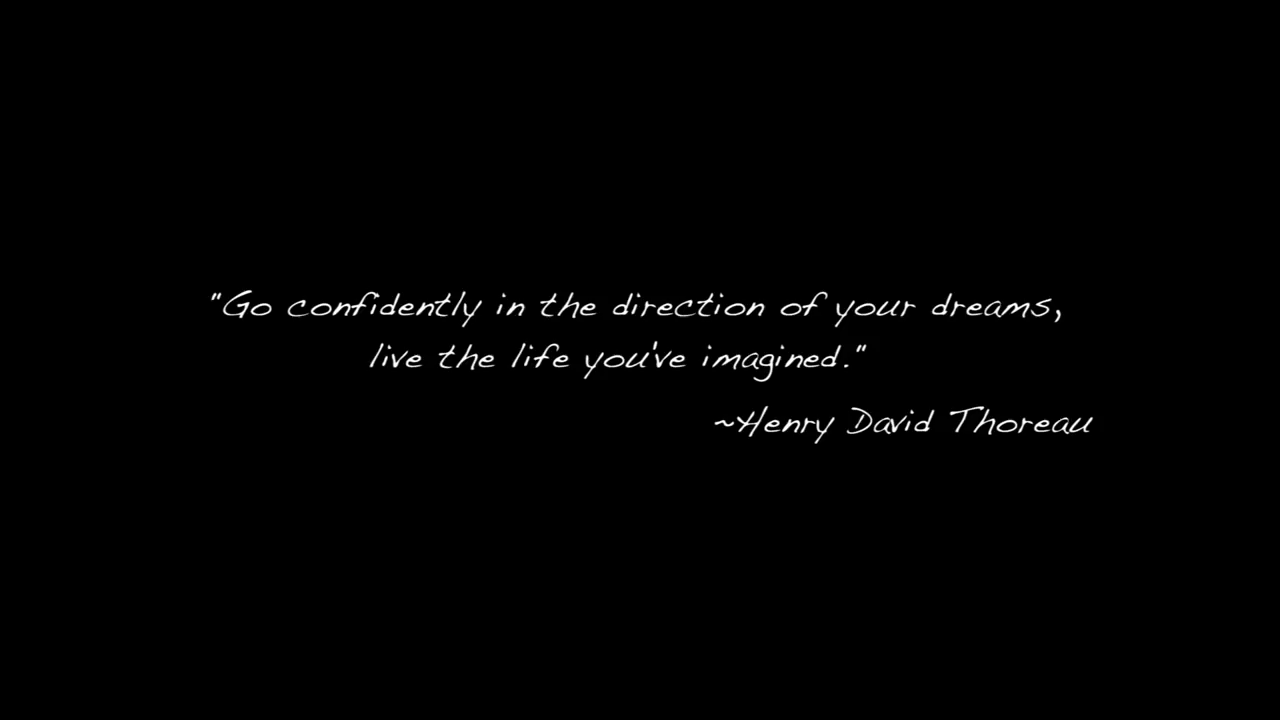 "Go confidently in the direction of your dreams,
live the life you've imagined."
~Henry David Thoreau